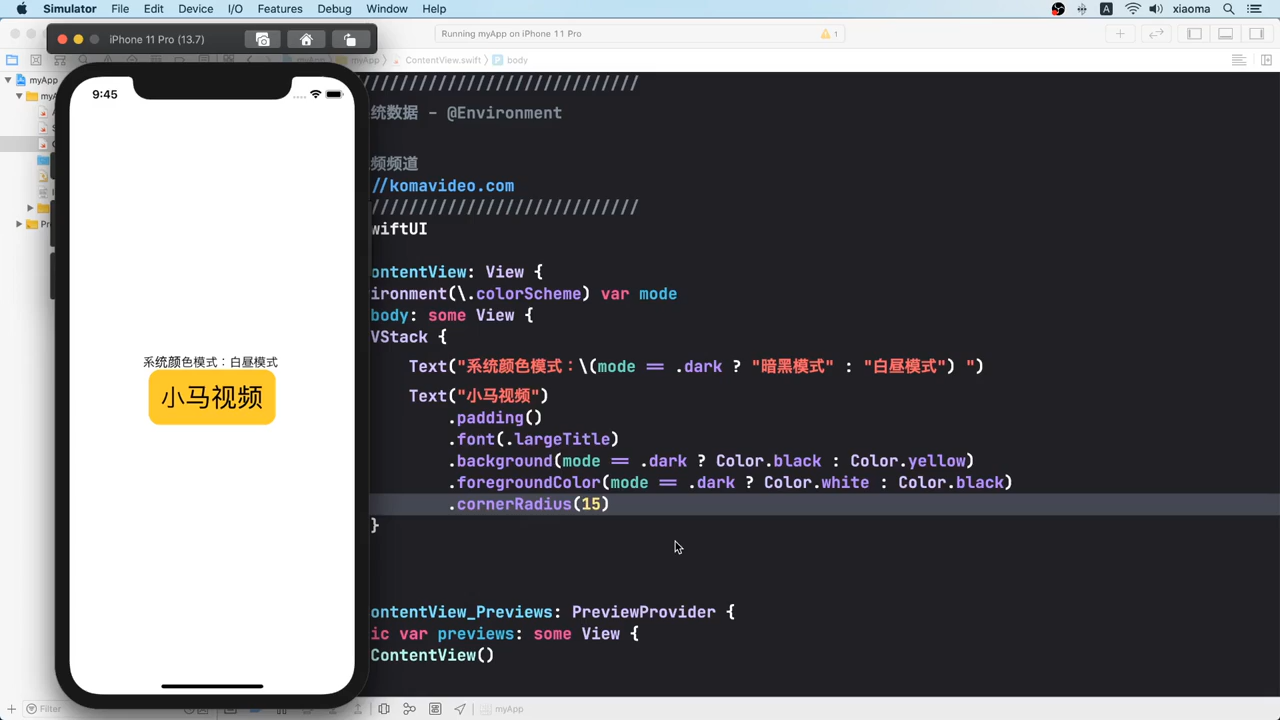 Simulator File Edit Device I/O Features Debug Window Help
A
xiaoma
iPhone 11 Pro (13.7)
Running myApp on iPhone 11 Pro
1
myApp
ContentView.swift
body
myApp
9:45
系统颜色模式：白昼模式
小马视频
//////////////////////////////
统数据 - @Environment
频频道
//komavideo.com
//////////////////////////////
wiftUI
ontentView: View {
ironment(\.colorScheme) var mode
body: some View {
VStack {
Text("系统颜色模式：\(mode == .dark ? "暗黑模式" : "白昼模式") ")
Text("小马视频")
.padding()
.font(.largeTitle)
.background(mode == .dark ? Color.black : Color.yellow)
.foregroundColor(mode == .dark ? Color.white : Color.black)
.cornerRadius(15)
}
ontentView_Previews: PreviewProvider {
ic var previews: some View {
ContentView()
Filter
myApp